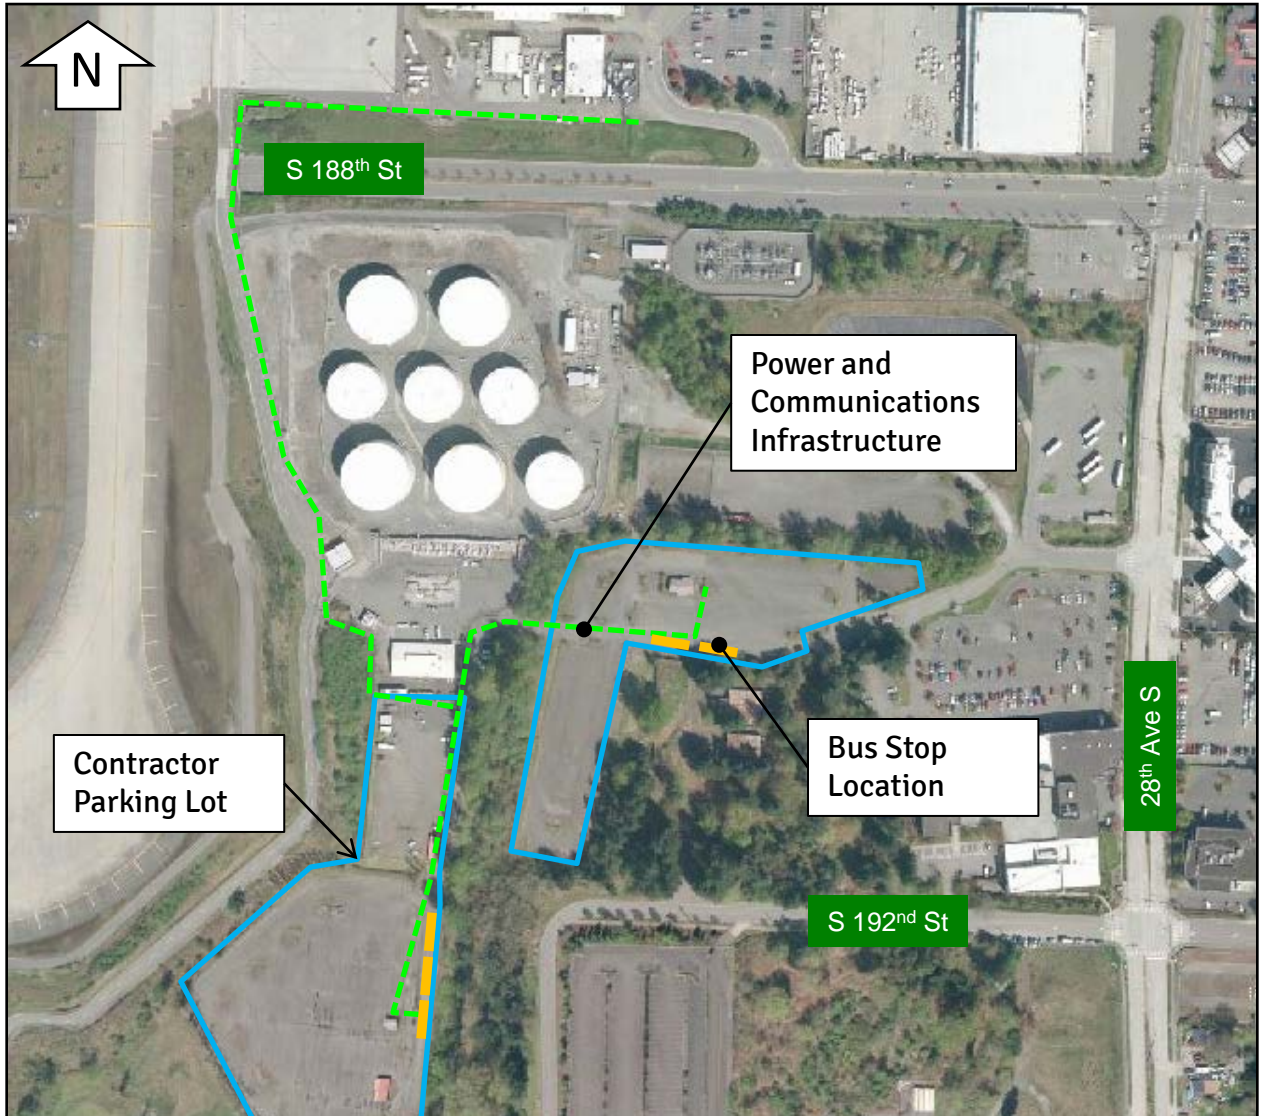 N
S 188th St
Power and
Communications
Infrastructure
Contractor
Parking Lot
Bus Stop
Location
28th Ave S
S 192nd St